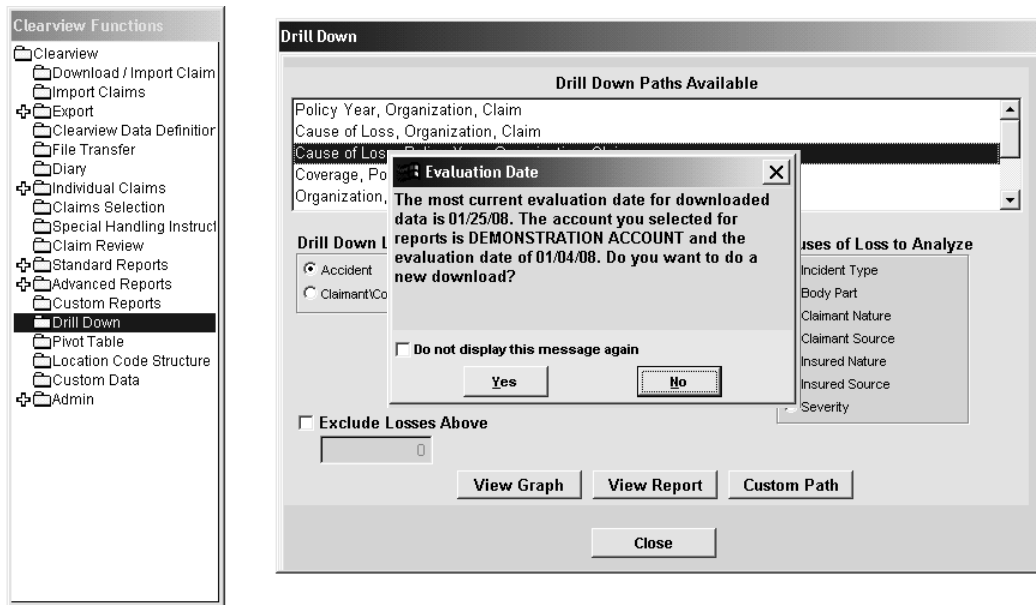 Clearview Functions
Clearview
Download / Import Claim
Import Claims
Export
Clearview Data Definition
File Transfer
Diary
Individual Claims
Claims Selection
Special Handling Instruct
Claim Review
Standard Reports
Advanced Reports
Custom Reports
Drill Down
Pivot Table
Location Code Structure
Custom Data
Admin
Drill Down
Drill Down Paths Available
Policy Year, Organization, Claim
Cause of Loss, Organization, Claim
Cause of Loss, Policy Year, Organization, Claim
Coverage, Po
Organization,
Evaluation Date
The most current evaluation date for downloaded
data is 01/25/08. The account you selected for
reports is DEMONSTRATION ACCOUNT and the
evaluation date of 01/04/08. Do you want to do a
new download?
Do not display this message again
Yes
No
Drill Down L
Accident
Claimant\Co
uses of Loss to Analyze
Incident Type
Body Part
Claimant Nature
Claimant Source
Insured Nature
Insured Source
Severity
Exclude Losses Above
0
View Graph
View Report
Custom Path
Close